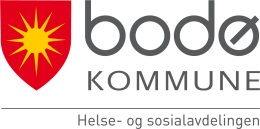 bodø
KOMMUNE
Helse- og sosialavdelingen